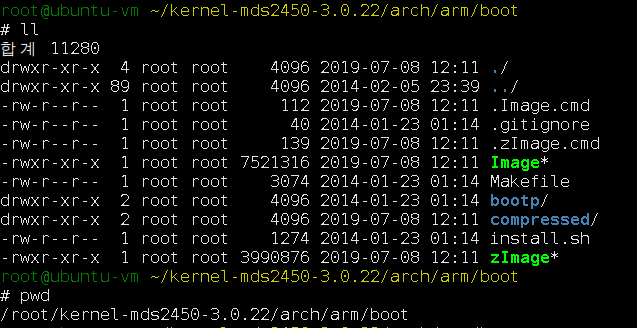 root@ubuntu-vm ~/kernel-mds2450-3.0.22/arch/arm/boot
# ll
합계 11280
drwxr-xr-x  4 root root    4096 2019-07-08 12:11 ./
drwxr-xr-x 89 root root    4096 2014-02-05 23:39 ../
-rw-r--r--  1 root root     112 2019-07-08 12:11 .Image.cmd
-rw-r--r--  1 root root      40 2014-01-23 01:14 .gitignore
-rw-r--r--  1 root root     139 2019-07-08 12:11 .zImage.cmd
-rwxr-xr-x  1 root root 7521316 2019-07-08 12:11 Image*
-rw-r--r--  1 root root    3074 2014-01-23 01:14 Makefile
drwxr-xr-x  2 root root    4096 2014-01-23 01:14 bootp/
drwxr-xr-x  2 root root    4096 2019-07-08 12:11 compressed/
-rw-r--r--  1 root root    1274 2014-01-23 01:14 install.sh
-rwxr-xr-x  1 root root 3990876 2019-07-08 12:11 zImage*
root@ubuntu-vm ~/kernel-mds2450-3.0.22/arch/arm/boot
# pwd
/root/kernel-mds2450-3.0.22/arch/arm/boot